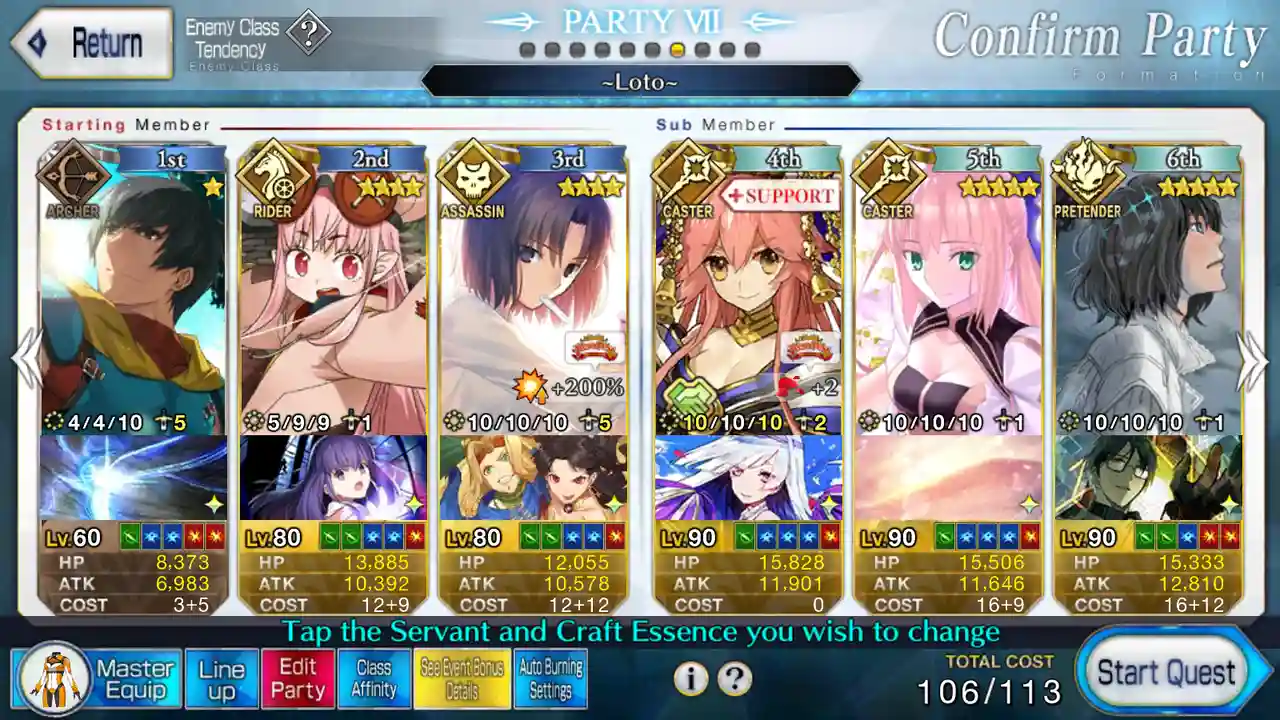 Return
Enemy Class
Tendency
Enemy Class
?
PARTY VII
~Loto~
Confirm Party
Formation
Starting Member
Sub Member
1st
ARCHER
4/4/10 5
Lv.60
HP 8,373
ATK 6,983
COST 3+5
2nd
RIDER
5/9/9 1
Lv.80
HP 13,885
ATK 10,392
COST 12+9
3rd
ASSASSIN
+200%
10/10/10 5
Lv.80
HP 12,055
ATK 10,578
COST 12+12
4th
+SUPPORT
CASTER
+2
10/10/10 2
Lv.90
HP 15,828
ATK 11,901
COST 0
5th
CASTER
10/10/10 1
Lv.90
HP 15,506
ATK 11,646
COST 16+9
6th
PRETENDER
10/10/10 1
Lv.90
HP 15,333
ATK 12,810
COST 16+12
Tap the Servant and Craft Essence you wish to change
Master
Equip
Line
up
Edit
Party
Class
Affinity
See Event Bonus
Details
Auto Burning
Settings
i ?
TOTAL COST
106/113
Start Quest